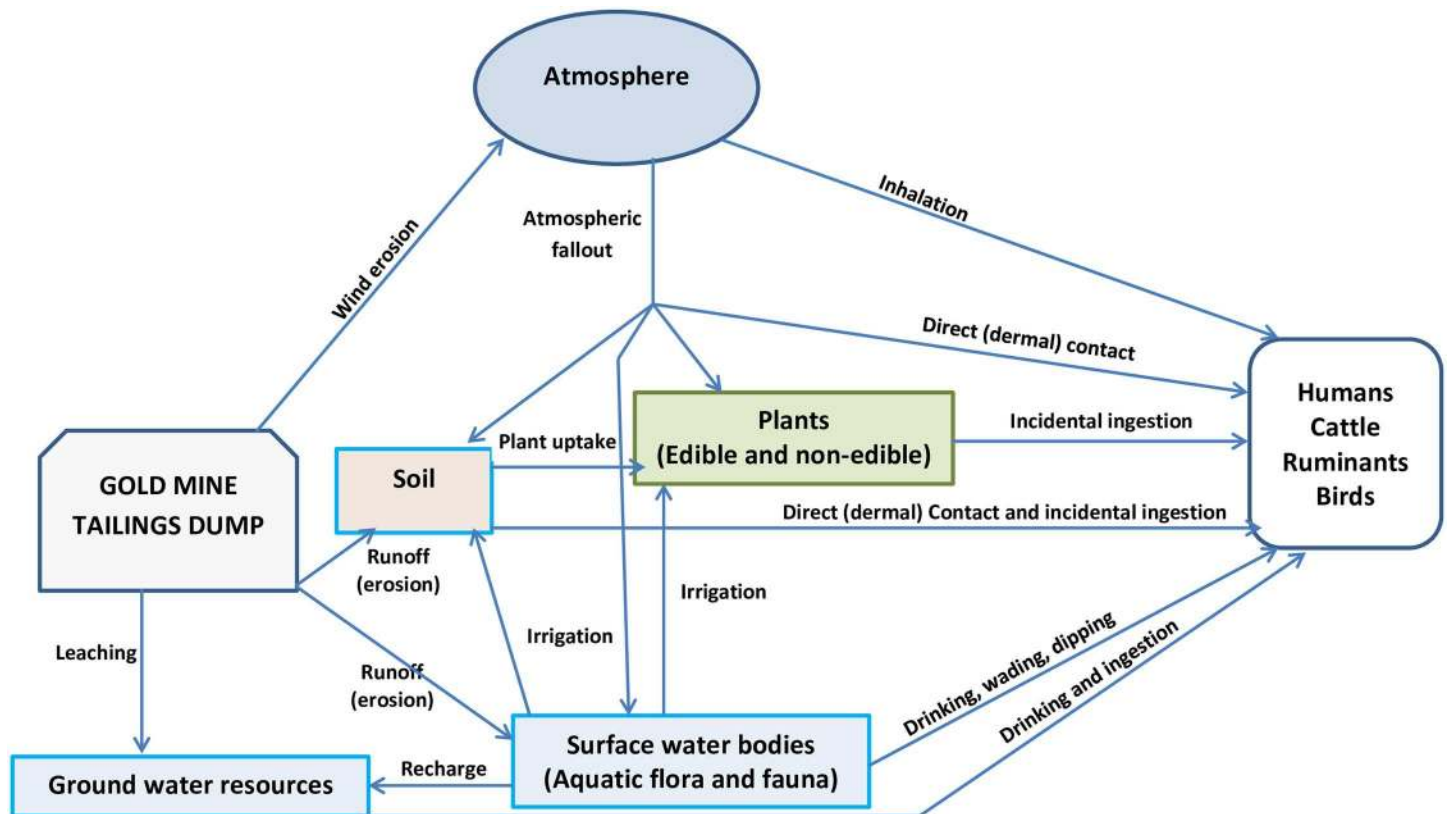 Atmosphere
Inhalation
Wind erosion
Atmospheric
fallout
Direct (dermal) contact
Humans
Cattle
Ruminants
Birds
Plants
(Edible and non-edible)
Incidental ingestion
Plant uptake
Soil
GOLD MINE
TAILINGS DUMP
Direct (dermal) Contact and incidental ingestion
Runoff
(erosion)
Irrigation
Irrigation
Leaching
Runoff
(erosion)
Drinking, wading, dipping
Drinking and ingestion
Surface water bodies
(Aquatic flora and fauna)
Recharge
Ground water resources